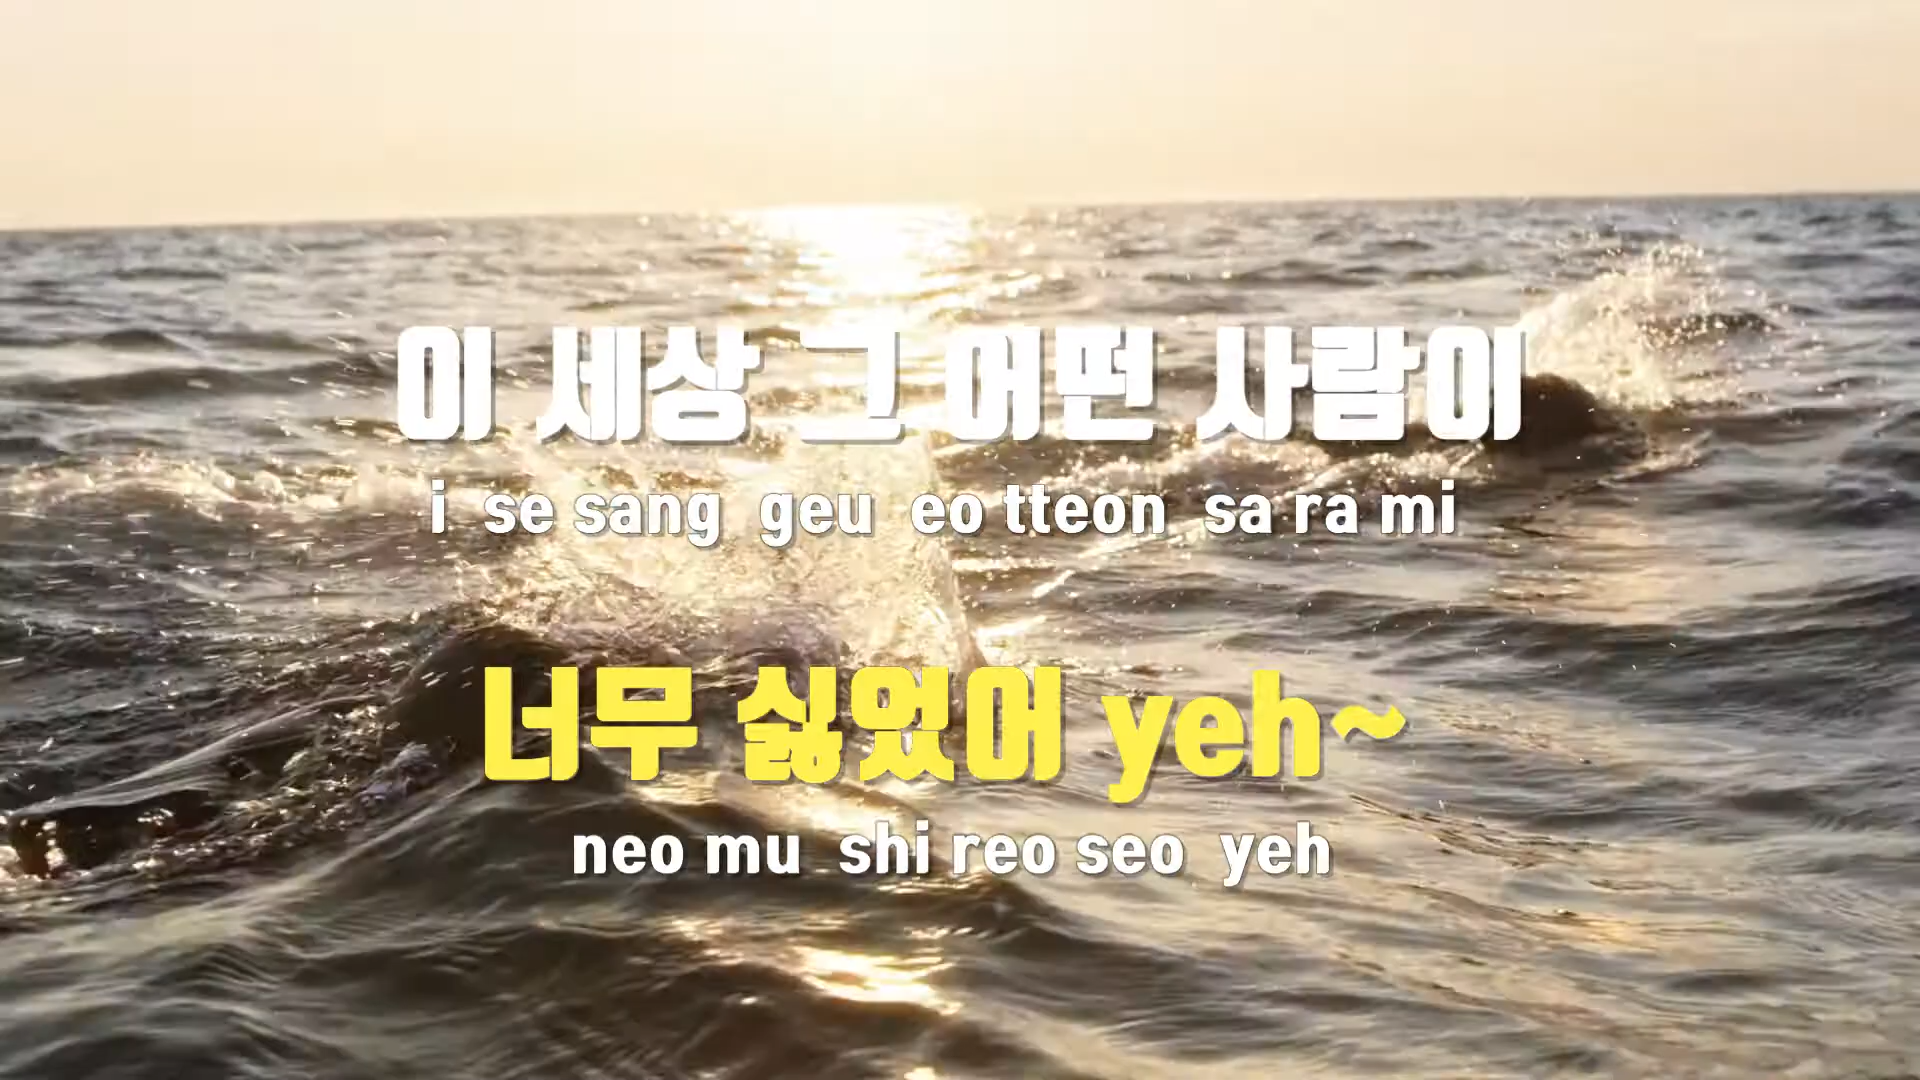 이 세상 그 어떤 사람이
i se sang geu eo tteon sa ra mi
너무 싫었어 yeh~
neo mu shi reo seo yeh